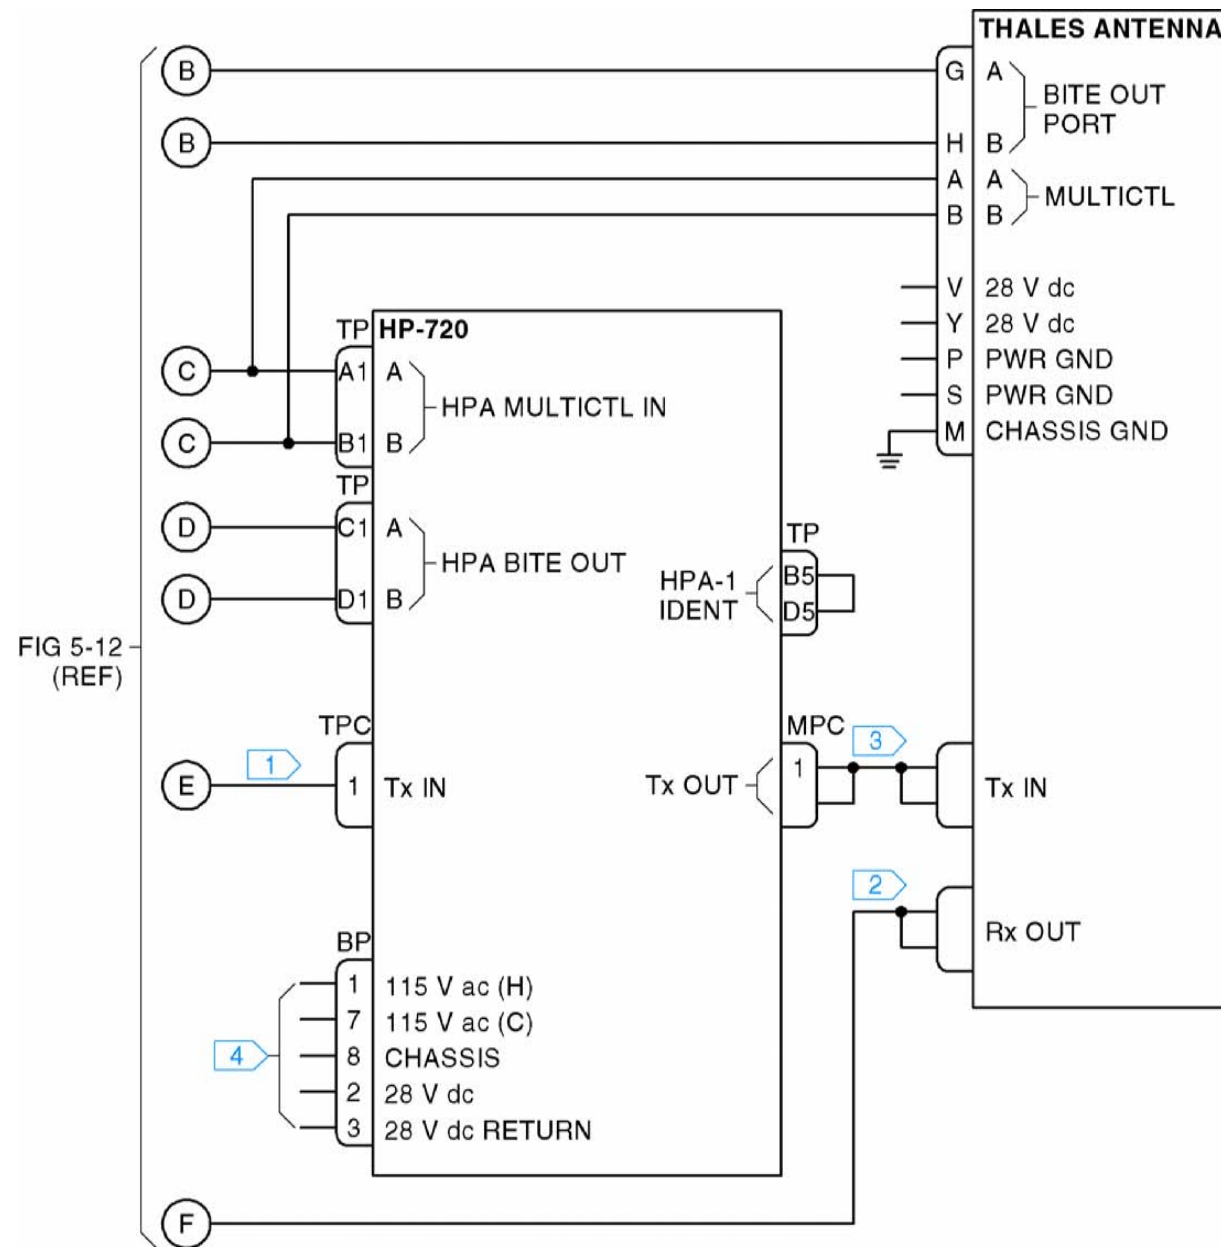 THALES ANTENNA
B
G A
BITE OUT
PORT
B
H B
A A
MULTICTL
B B
V 28 V dc
Y 28 V dc
P PWR GND
S PWR GND
M CHASSIS GND
TP HP-720
C
A1 A
HPA MULTICTL IN
C
B1 B
TP
D
C1 A
HPA BITE OUT
D
D1 B
TP
HPA-1
IDENT
B5
D5
FIG 5-12
(REF)
TPC
E
1
1 Tx IN
MPC
Tx OUT
1
3
Tx IN
2
Rx OUT
BP
1 115 V ac (H)
7 115 V ac (C)
4
8 CHASSIS
2 28 V dc
3 28 V dc RETURN
F